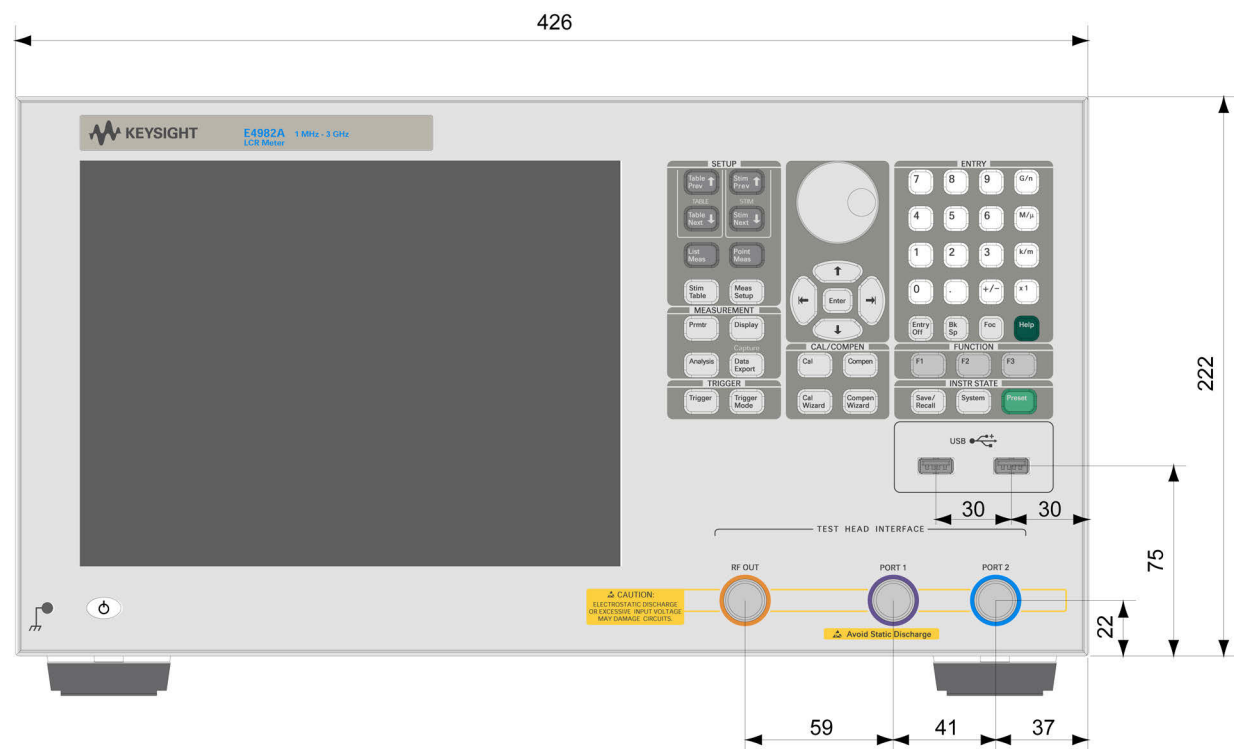 426
KEYSIGHT
E4982A 1 MHz - 3 GHz
LCR Meter
SETUP
Table Prev ↑
Stim Prev ↑
TABLE
STIM
Table Next ↓
Stim Next ↓
List Meas
Point Meas
Stim Table
Meas Setup
MEASUREMENT
Prmtr
Display
Capture
Analysis
Data Export
TRIGGER
Trigger
Trigger Mode
↑
←
Enter
→
↓
CAL/COMPEN
Cal
Compen
Cal Wizard
Compen Wizard
ENTRY
7 8 9 G/n
4 5 6 M/μ
1 2 3 k/m
0 . +/− x1
Entry Off
Bk Sp
Foc
Help
FUNCTION
F1 F2 F3
INSTR STATE
Save/ Recall
System
Preset
USB
30 30
222
75
22
TEST HEAD INTERFACE
RF OUT
PORT 1
PORT 2
CAUTION:
ELECTROSTATIC DISCHARGE
OR EXCESSIVE INPUT VOLTAGE
MAY DAMAGE CIRCUITS.
Avoid Static Discharge
59 41 37